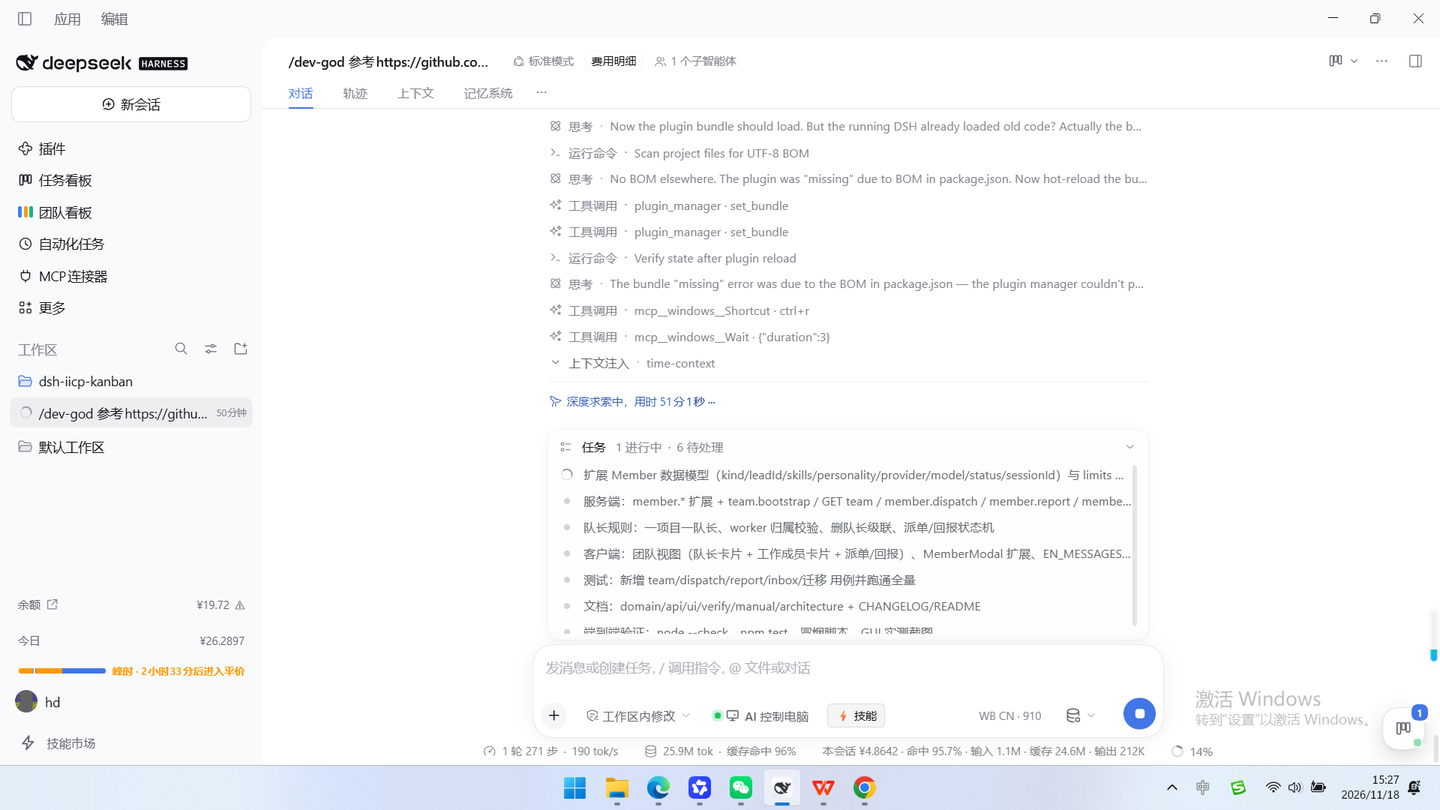 应用 编辑
deepseek HARNESS
新会话
插件
任务看板
团队看板
自动化任务
MCP 连接器
更多
工作区
dsh-iicp-kanban
/dev-god 参考 https://githu... 50分钟
默认工作区
余额 ¥19.72
今日 ¥26.2897
峰时 · 2小时33分后进入平价
hd
技能市场
/dev-god 参考 https://github.co... 标准模式 费用明细 1 个子智能体
对话 轨迹 上下文 记忆系统 ...
思考 · Now the plugin bundle should load. But the running DSH already loaded old code? Actually the b...
运行命令 · Scan project files for UTF-8 BOM
思考 · No BOM elsewhere. The plugin was "missing" due to BOM in package.json. Now hot-reload the bu...
工具调用 · plugin_manager · set_bundle
工具调用 · plugin_manager · set_bundle
运行命令 · Verify state after plugin reload
思考 · The bundle "missing" error was due to the BOM in package.json — the plugin manager couldn't p...
工具调用 · mcp__windows__Shortcut · ctrl+r
工具调用 · mcp__windows__Wait · {"duration":3}
上下文注入 · time-context
深度求索中，用时 51分1秒 ...
任务 1 进行中 · 6 待处理
扩展 Member 数据模型（kind/leadId/skills/personality/provider/model/status/sessionId）与 limits ...
服务端：member.* 扩展 + team.bootstrap / GET team / member.dispatch / member.report / membe...
队长规则：一项目一队长、worker 归属校验、删队长级联、派单/回报状态机
客户端：团队视图（队长卡片 + 工作成员卡片 + 派单/回报）、MemberModal 扩展、EN_MESSAGES...
测试：新增 team/dispatch/report/inbox/迁移 用例并跑通全量
文档：domain/api/ui/verify/manual/architecture + CHANGELOG/README
端到端验证：node --check、npm test、冒烟脚本、GUI 实测截图
发消息或创建任务, / 调用指令, @ 文件或对话
工作区内修改 AI 控制电脑 技能 WB CN · 910
1 轮 271 步 · 190 tok/s 25.9M tok · 缓存命中 96% 本会话 ¥4.8642 · 命中 95.7% · 输入 1.1M · 缓存 24.6M · 输出 212K 14%
激活 Windows
转到"设置"以激活 Windows。
1
中
15:27
2026/11/18